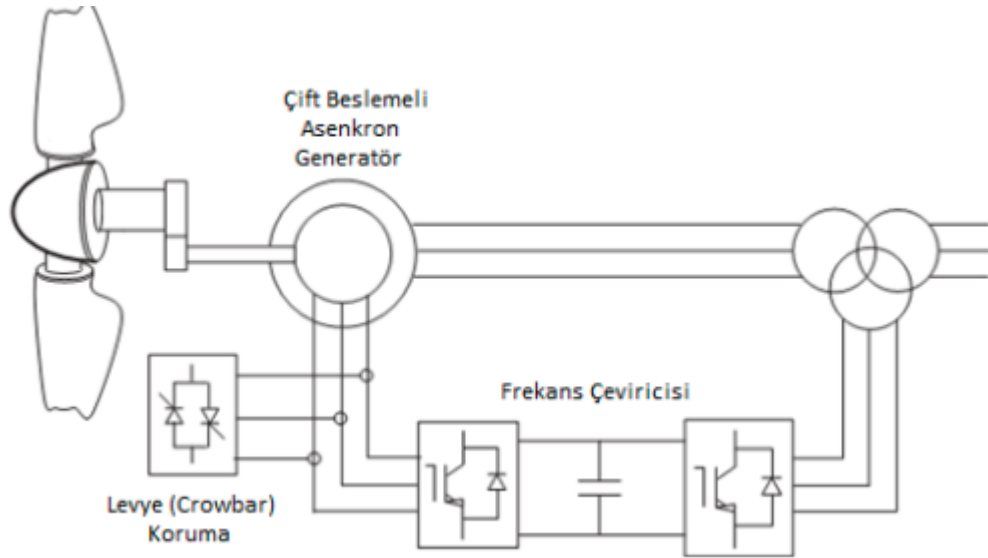 Çift Beslemeli
Asenkron
Generatör
Frekans Çeviricisi
Levye (Crowbar)
Koruma